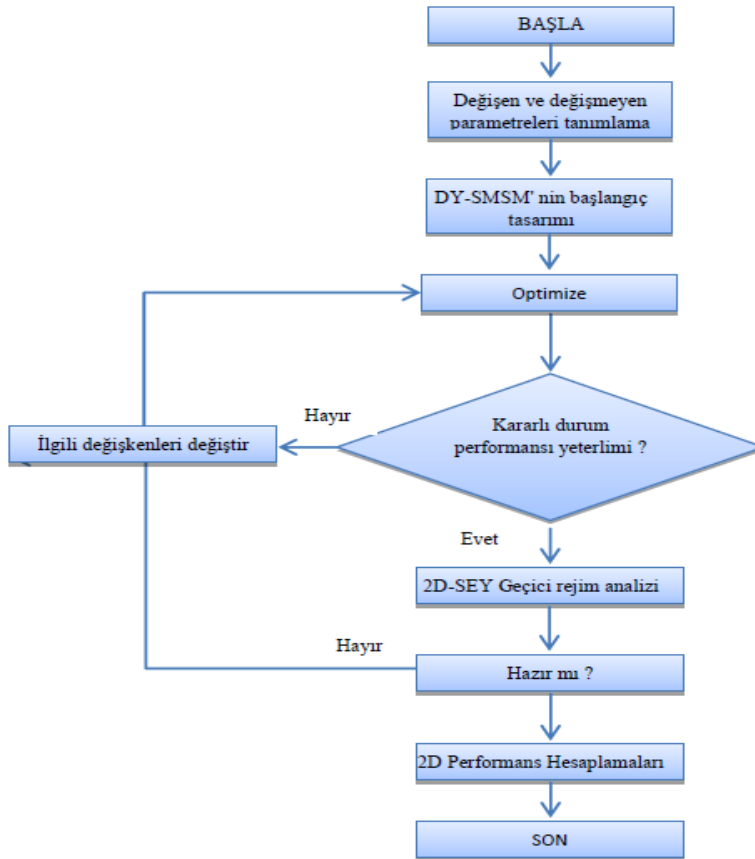 BAŞLA
Değişen ve değişmeyen
parametreleri tanımlama
DY-SMSM' nin başlangıç
tasarımı
Optimize
Hayır
Kararlı durum
performansı yeterlimi ?
İlgili değişkenleri değiştir
Evet
2D-SEY Geçici rejim analizi
Hayır
Hazır mı ?
2D Performans Hesaplamaları
SON